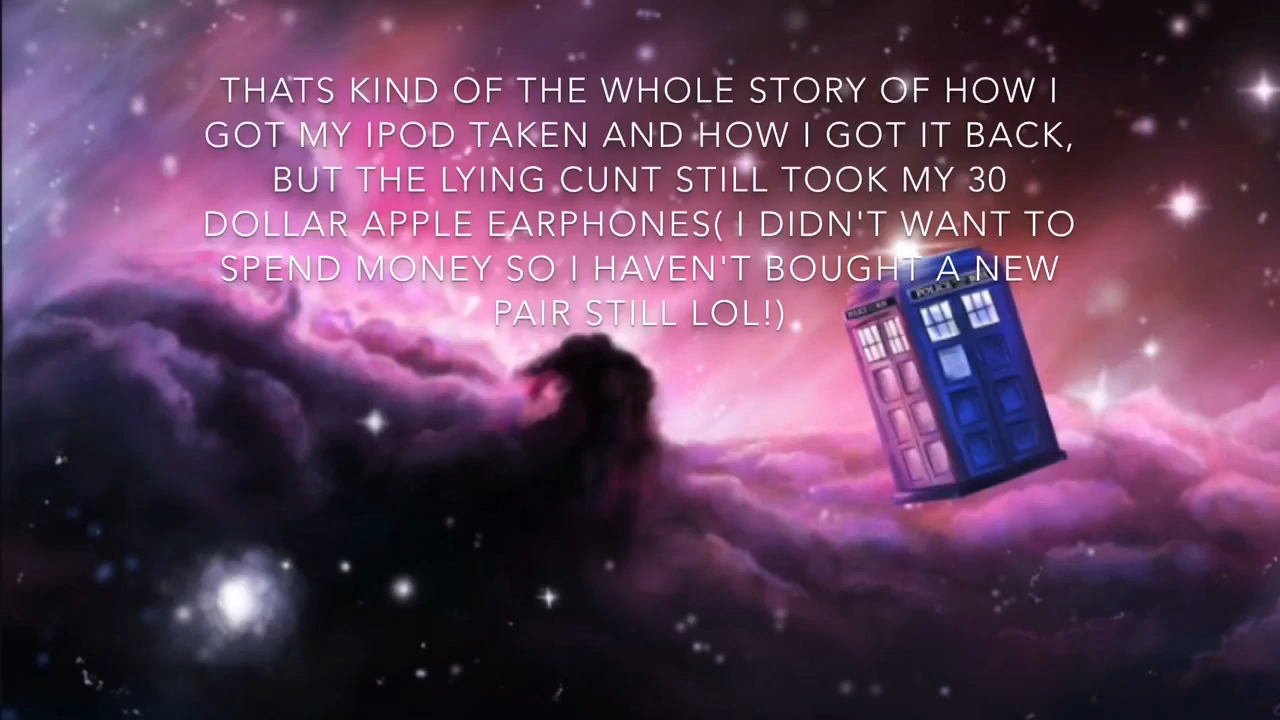 THATS KIND OF THE WHOLE STORY OF HOW I
GOT MY IPOD TAKEN AND HOW I GOT IT BACK,
BUT THE LYING CUNT STILL TOOK MY 30
DOLLAR APPLE EARPHONES( I DIDN'T WANT TO
SPEND MONEY SO I HAVEN'T BOUGHT A NEW
PAIR STILL LOL!)